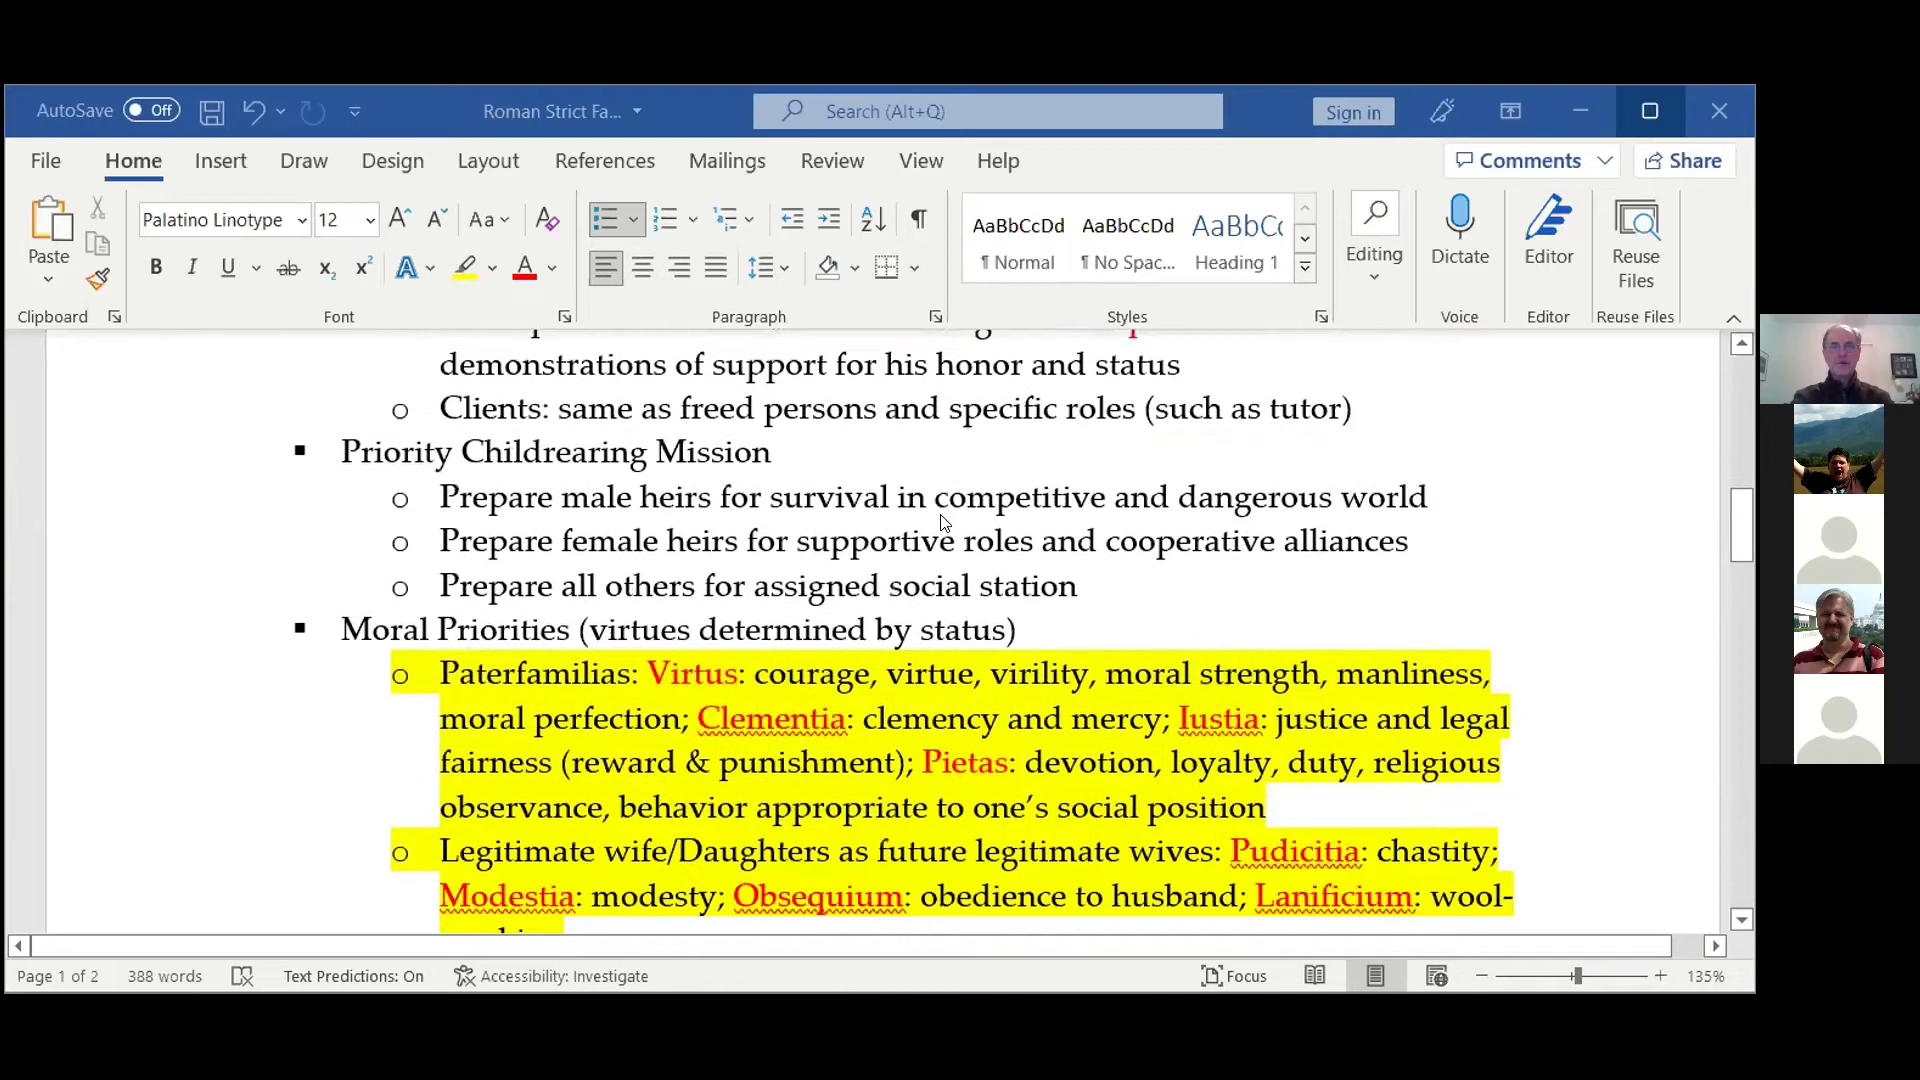 AutoSave Off Roman Strict Fa... Search (Alt+Q) Sign in
File Home Insert Draw Design Layout References Mailings Review View Help Comments Share
Palatino Linotype 12
Paste
Clipboard Font Paragraph
AaBbCcDd AaBbCcDd AaBbCc
¶ Normal ¶ No Spac... Heading 1
Styles
Editing
Dictate
Voice
Editor
Editor
Reuse
Files
Reuse Files
demonstrations of support for his honor and status
o Clients: same as freed persons and specific roles (such as tutor)
▪ Priority Childrearing Mission
o Prepare male heirs for survival in competitive and dangerous world
o Prepare female heirs for supportive roles and cooperative alliances
o Prepare all others for assigned social station
▪ Moral Priorities (virtues determined by status)
o Paterfamilias: Virtus: courage, virtue, virility, moral strength, manliness,
moral perfection; Clementia: clemency and mercy; Iustia: justice and legal
fairness (reward & punishment); Pietas: devotion, loyalty, duty, religious
observance, behavior appropriate to one’s social position
o Legitimate wife/Daughters as future legitimate wives: Pudicitia: chastity;
Modestia: modesty; Obsequium: obedience to husband; Lanificium: wool-
Page 1 of 2 388 words Text Predictions: On Accessibility: Investigate Focus 135%